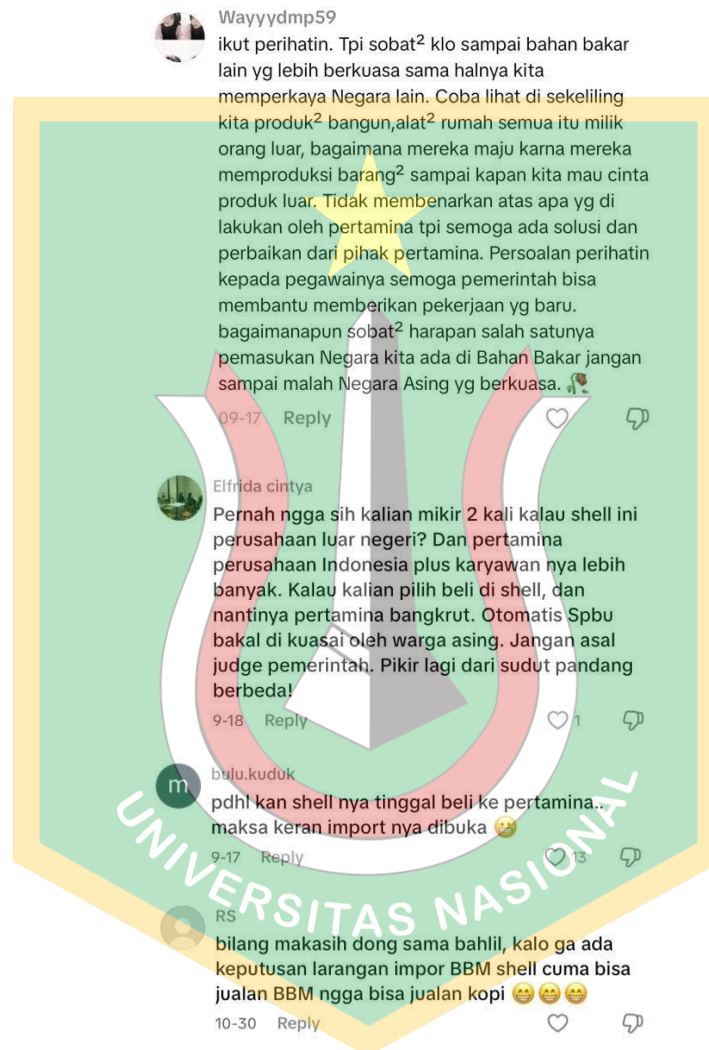 Wayyydmp59
ikut perihatin. Tpi sobat² klo sampai bahan bakar
lain yg lebih berkuasa sama halnya kita
memperkaya Negara lain. Coba lihat di sekeliling
kita produk² bangun,alat² rumah semua itu milik
orang luar, bagaimana mereka maju karna mereka
memproduksi barang² sampai kapan kita mau cinta
produk luar. Tidak membenarkan atas apa yg di
lakukan oleh pertamina tpi semoga ada solusi dan
perbaikan dari pihak pertamina. Persoalan perihatin
kepada pegawainya semoga pemerintah bisa
membantu memberikan pekerjaan yg baru.
bagaimanapun sobat² harapan salah satunya
pemasukan Negara kita ada di Bahan Bakar jangan
sampai malah Negara Asing yg berkuasa. 🥀
09-17 Reply
Elfrida cintya
Pernah ngga sih kalian mikir 2 kali kalau shell ini
perusahaan luar negeri? Dan pertamina
perusahaan Indonesia plus karyawan nya lebih
banyak. Kalau kalian pilih beli di shell, dan
nantinya pertamina bangkrut. Otomatis Spbu
bakal di kuasai oleh warga asing. Jangan asal
judge pemerintah. Pikir lagi dari sudut pandang
berbeda!
9-18 Reply 1
m
bulu.kuduk
pdhl kan shell nya tinggal beli ke pertamina..
maksa keran import nya dibuka 😬
9-17 Reply 13
RS
bilang makasih dong sama bahlil, kalo ga ada
keputusan larangan impor BBM shell cuma bisa
jualan BBM ngga bisa jualan kopi 😁😁😁
10-30 Reply
UNIVERSITAS NASIONAL